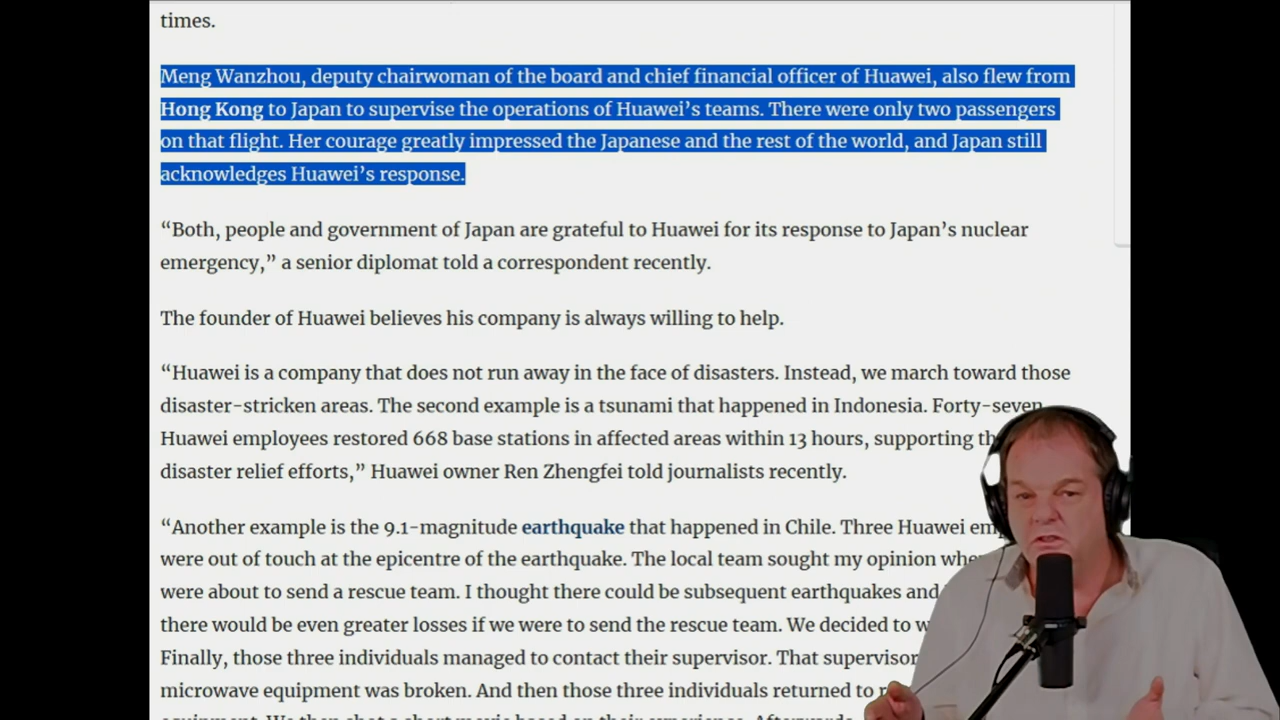 times.
Meng Wanzhou, deputy chairwoman of the board and chief financial officer of Huawei, also flew from
Hong Kong to Japan to supervise the operations of Huawei’s teams. There were only two passengers
on that flight. Her courage greatly impressed the Japanese and the rest of the world, and Japan still
acknowledges Huawei’s response.
“Both, people and government of Japan are grateful to Huawei for its response to Japan’s nuclear
emergency,” a senior diplomat told a correspondent recently.
The founder of Huawei believes his company is always willing to help.
“Huawei is a company that does not run away in the face of disasters. Instead, we march toward those
disaster-stricken areas. The second example is a tsunami that happened in Indonesia. Forty-seven
Huawei employees restored 668 base stations in affected areas within 13 hours, supporting
disaster relief efforts,” Huawei owner Ren Zhengfei told journalists recently.
“Another example is the 9.1-magnitude earthquake that happened in Chile. Three Huawei
were out of touch at the epicentre of the earthquake. The local team sought my opinion
were about to send a rescue team. I thought there could be subsequent earthquakes and
there would be even greater losses if we were to send the rescue team. We decided to
Finally, those three individuals managed to contact their supervisor. That supervisor
microwave equipment was broken. And then those three individuals returned to